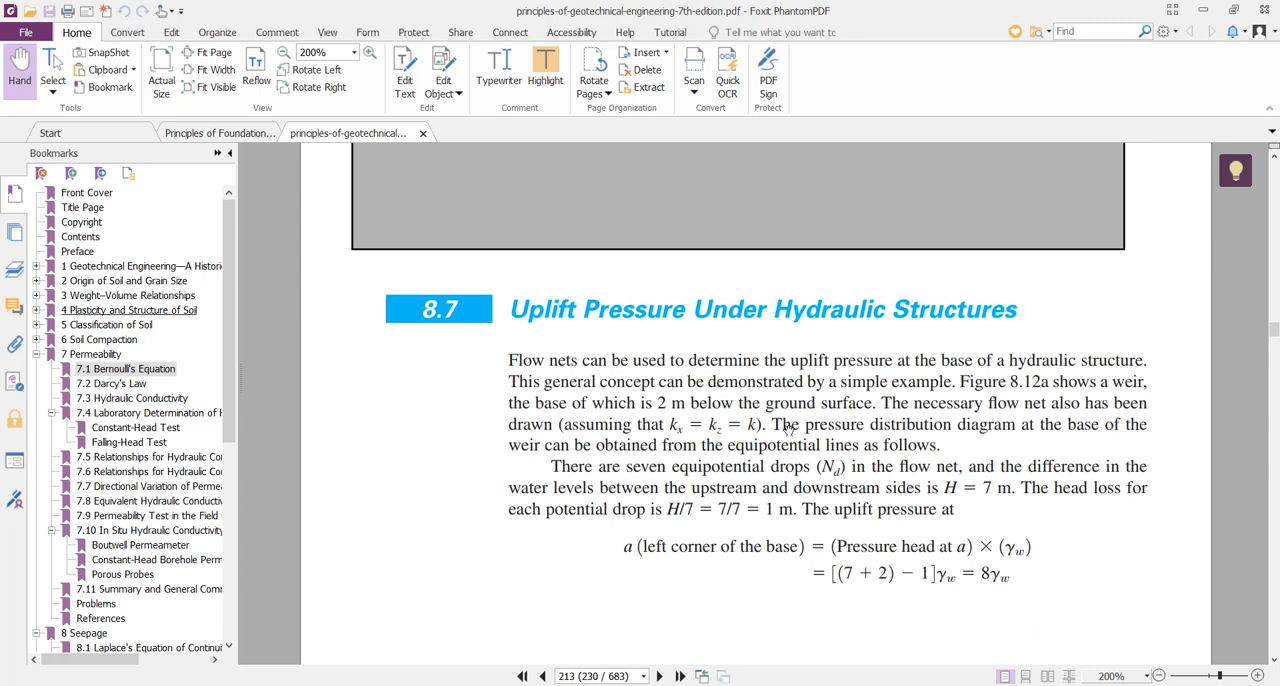 principles-of-geotechnical-engineering-7th-edition.pdf - Foxit PhantomPDF
File Home Convert Edit Organize Comment View Form Protect Share Connect Accessibility Help Tutorial Tell me what you want to Find
Hand
Select
SnapShot
Clipboard
Bookmark
Tools
Actual Size
Fit Page
Fit Width
Fit Visible
Reflow
200%
Rotate Left
Rotate Right
View
Edit Text
Edit Object
Edit
Typewriter
Highlight
Comment
Rotate Pages
Insert
Delete
Extract
Page Organization
Scan
Quick OCR
Convert
PDF Sign
Protect
Start Principles of Foundation... principles-of-geotechnical...
Bookmarks
Front Cover
Title Page
Copyright
Contents
Preface
1 Geotechnical Engineering—A Histori
2 Origin of Soil and Grain Size
3 Weight–Volume Relationships
4 Plasticity and Structure of Soil
5 Classification of Soil
6 Soil Compaction
7 Permeability
7.1 Bernoulli's Equation
7.2 Darcy's Law
7.3 Hydraulic Conductivity
7.4 Laboratory Determination of H
Constant-Head Test
Falling-Head Test
7.5 Relationships for Hydraulic Co
7.6 Relationships for Hydraulic Co
7.7 Directional Variation of Perme
7.8 Equivalent Hydraulic Conductiv
7.9 Permeability Test in the Field
7.10 In Situ Hydraulic Conductivity
Boutwell Permeameter
Constant-Head Borehole Perm
Porous Probes
7.11 Summary and General Comm
Problems
References
8 Seepage
8.1 Laplace's Equation of Continui
8.7 Uplift Pressure Under Hydraulic Structures
Flow nets can be used to determine the uplift pressure at the base of a hydraulic structure.
This general concept can be demonstrated by a simple example. Figure 8.12a shows a weir,
the base of which is 2 m below the ground surface. The necessary flow net also has been
drawn (assuming that kx = kz = k). The pressure distribution diagram at the base of the
weir can be obtained from the equipotential lines as follows.
There are seven equipotential drops (Nd) in the flow net, and the difference in the
water levels between the upstream and downstream sides is H = 7 m. The head loss for
each potential drop is H/7 = 7/7 = 1 m. The uplift pressure at
a (left corner of the base) = (Pressure head at a) × (γw)
= [(7 + 2) − 1]γw = 8γw
213 (230 / 683) 200%